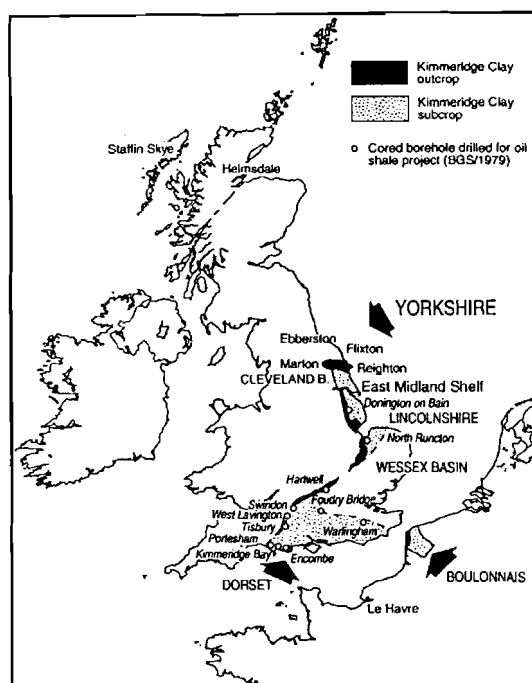 Kimmeridge Clay
outcrop
Kimmeridge Clay
subcrop
Cored borehole drilled for oil
shale project (BGS/1979)
Staffin Skye
Helmsdale
YORKSHIRE
Ebberston
Flixton
Marton
Reighton
CLEVELAND B.
East Midland Shelf
Donington on Bain
LINCOLNSHIRE
North Runcton
WESSEX BASIN
Hartwell
Swindon
Foudry Bridge
West Lavington
Tisbury
Warlingham
Portesham
Kimmeridge Bay
Encombe
DORSET
BOULONNAIS
Le Havre